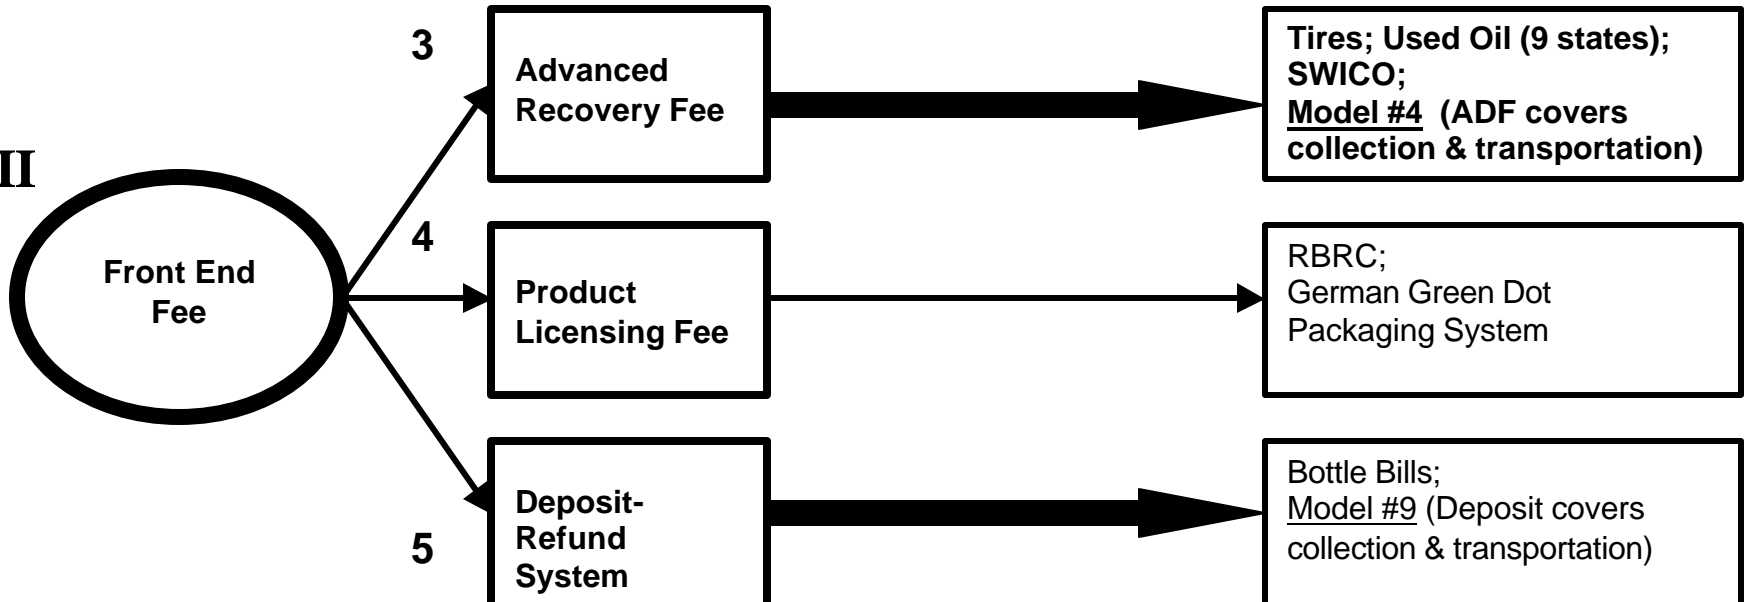 II
Front End
Fee
3
Advanced
Recovery Fee
Tires; Used Oil (9 states);
SWICO;
Model #4 (ADF covers
collection & transportation)
4
Product
Licensing Fee
RBRC;
German Green Dot
Packaging System
5
Deposit-
Refund
System
Bottle Bills;
Model #9 (Deposit covers
collection & transportation)